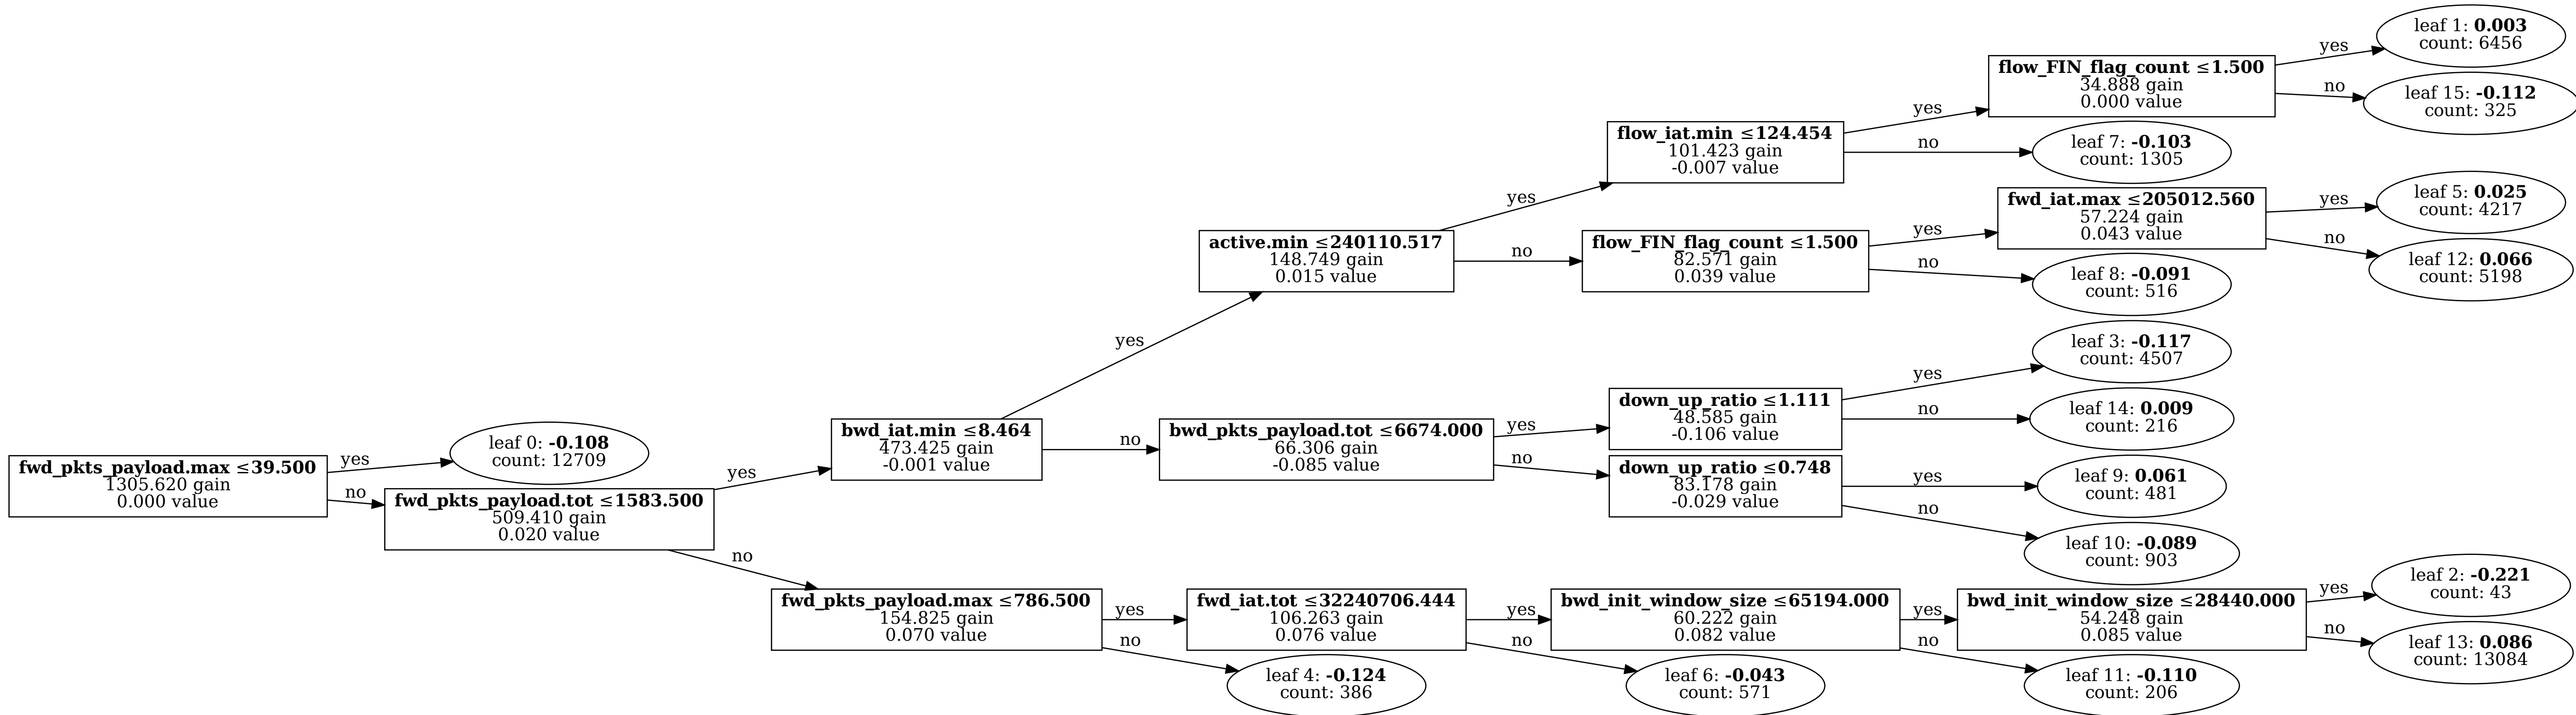 fwd_pkts_payload.max ≤39.500
1305.620 gain
0.000 value
yes
no
leaf 0: -0.108
count: 12709
fwd_pkts_payload.tot ≤1583.500
509.410 gain
0.020 value
yes
no
bwd_iat.min ≤8.464
473.425 gain
-0.001 value
yes
no
active.min ≤240110.517
148.749 gain
0.015 value
yes
no
flow_iat.min ≤124.454
101.423 gain
-0.007 value
yes
no
flow_FIN_flag_count ≤1.500
34.888 gain
0.000 value
yes
no
leaf 1: 0.003
count: 6456
leaf 15: -0.112
count: 325
leaf 7: -0.103
count: 1305
flow_FIN_flag_count ≤1.500
82.571 gain
0.039 value
yes
no
fwd_iat.max ≤205012.560
57.224 gain
0.043 value
yes
no
leaf 5: 0.025
count: 4217
leaf 12: 0.066
count: 5198
leaf 8: -0.091
count: 516
bwd_pkts_payload.tot ≤6674.000
66.306 gain
-0.085 value
yes
no
down_up_ratio ≤1.111
48.585 gain
-0.106 value
yes
no
leaf 3: -0.117
count: 4507
leaf 14: 0.009
count: 216
down_up_ratio ≤0.748
83.178 gain
-0.029 value
yes
no
leaf 9: 0.061
count: 481
leaf 10: -0.089
count: 903
fwd_pkts_payload.max ≤786.500
154.825 gain
0.070 value
yes
no
fwd_iat.tot ≤32240706.444
106.263 gain
0.076 value
yes
no
leaf 4: -0.124
count: 386
bwd_init_window_size ≤65194.000
60.222 gain
0.082 value
yes
no
leaf 6: -0.043
count: 571
bwd_init_window_size ≤28440.000
54.248 gain
0.085 value
yes
no
leaf 11: -0.110
count: 206
leaf 2: -0.221
count: 43
leaf 13: 0.086
count: 13084